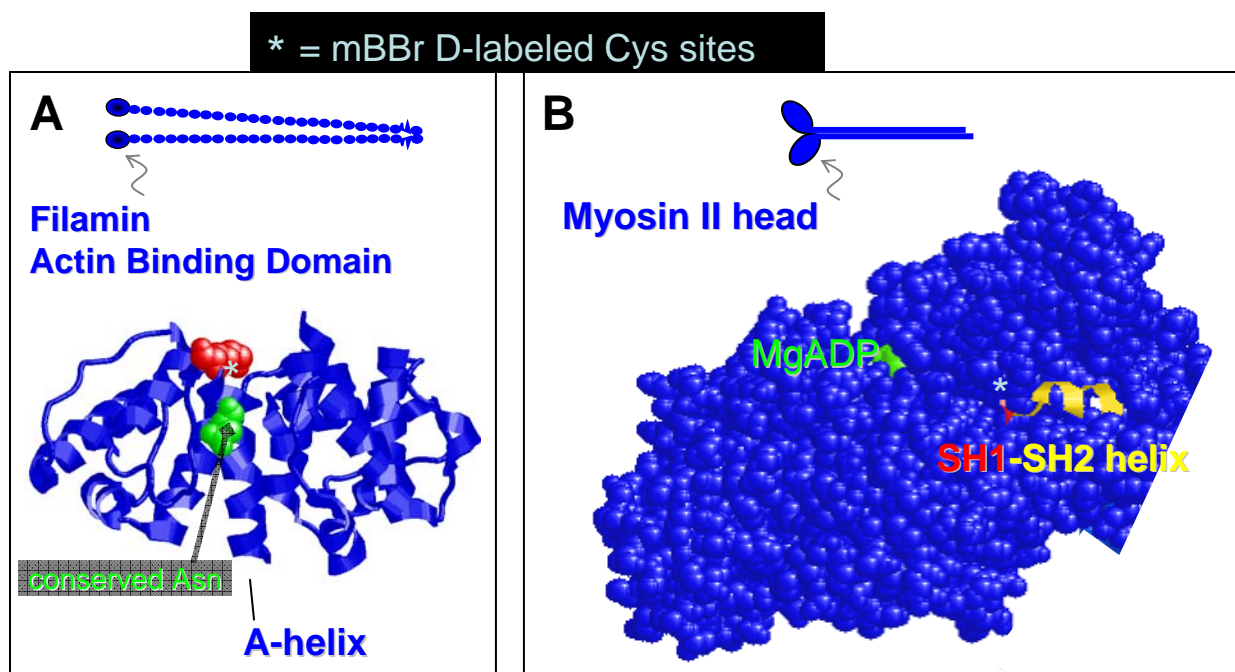 * = mBBr D-labeled Cys sites
A
Filamin
Actin Binding Domain
*
conserved Asn
A-helix
B
Myosin II head
MgADP
*
SH1-SH2 helix